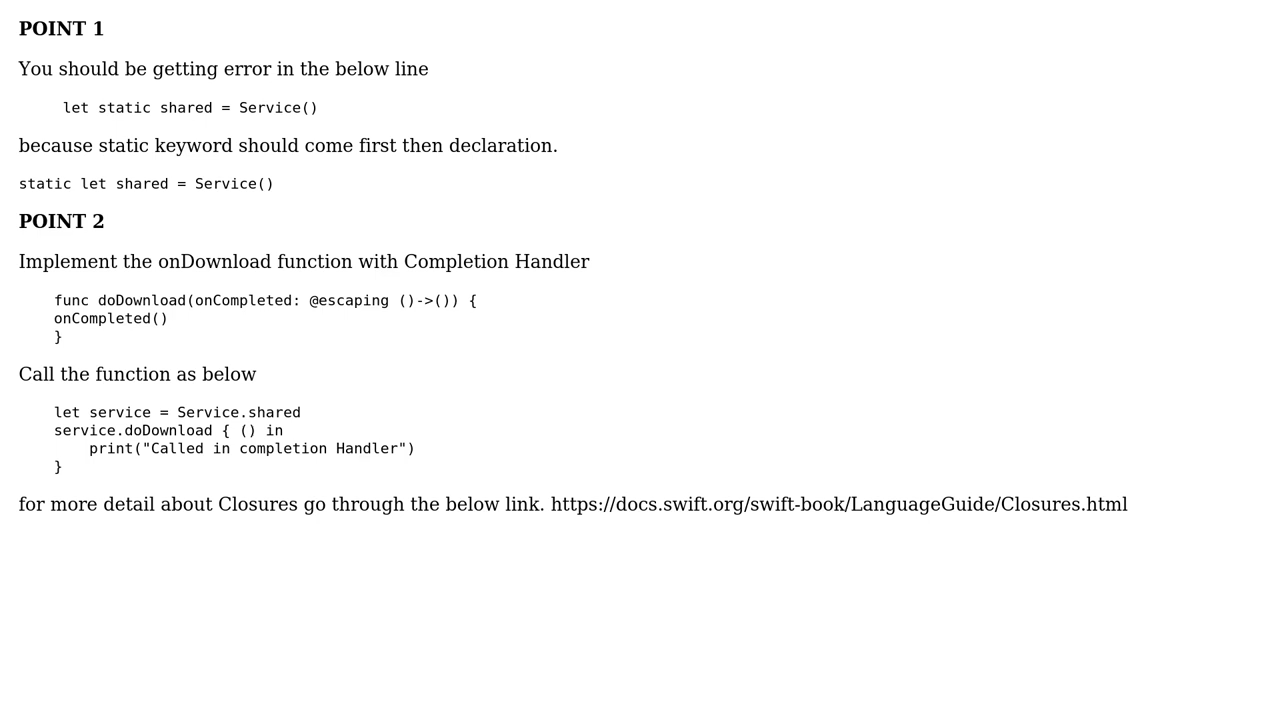 POINT 1
You should be getting error in the below line
let static shared = Service()
because static keyword should come first then declaration.
static let shared = Service()
POINT 2
Implement the onDownload function with Completion Handler
func doDownload(onCompleted: @escaping ()->()) {
onCompleted()
}
Call the function as below
let service = Service.shared
service.doDownload { () in
    print("Called in completion Handler")
}
for more detail about Closures go through the below link. https://docs.swift.org/swift-book/LanguageGuide/Closures.html